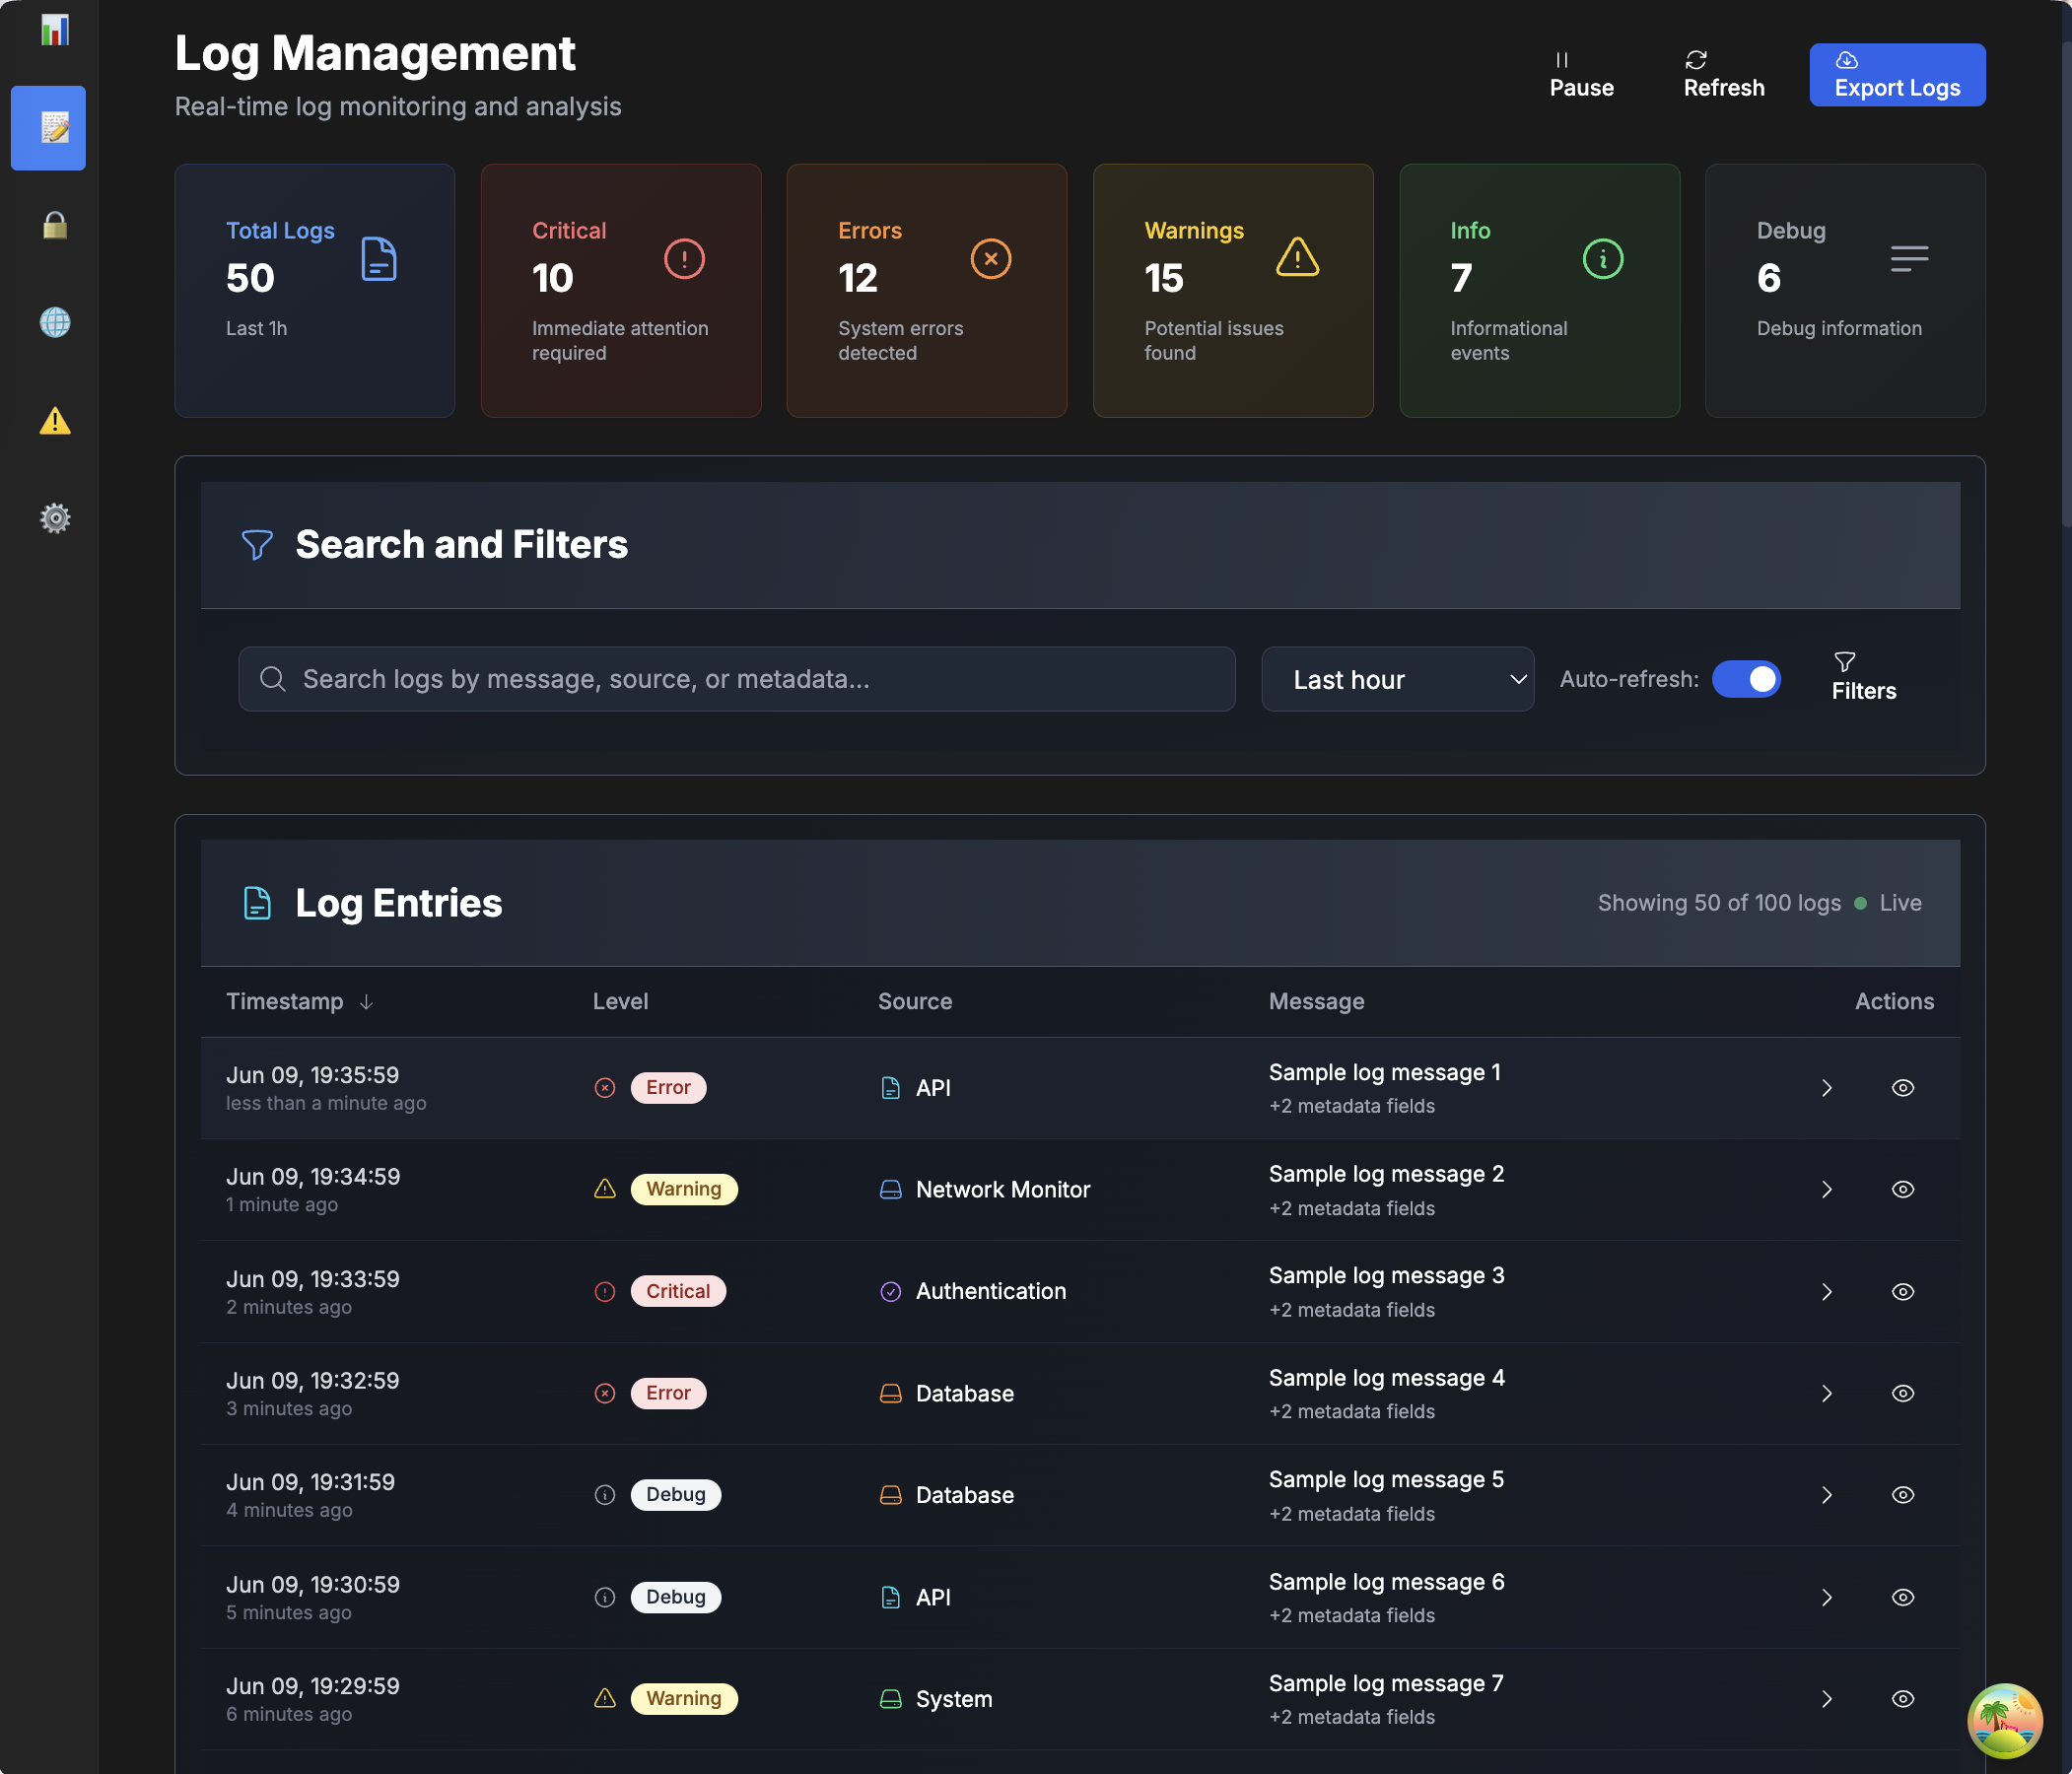 Log Management
Real-time log monitoring and analysis
Pause
Refresh
Export Logs
Total Logs
50
Last 1h
Critical
10
Immediate attention
required
Errors
12
System errors
detected
Warnings
15
Potential issues
found
Info
7
Informational
events
Debug
6
Debug information
Search and Filters
Search logs by message, source, or metadata...
Last hour
Auto-refresh:
Filters
Log Entries
Showing 50 of 100 logs
Live
Timestamp ↓ Level Source Message Actions
Jun 09, 19:35:59
less than a minute ago
Error
API
Sample log message 1
+2 metadata fields
Jun 09, 19:34:59
1 minute ago
Warning
Network Monitor
Sample log message 2
+2 metadata fields
Jun 09, 19:33:59
2 minutes ago
Critical
Authentication
Sample log message 3
+2 metadata fields
Jun 09, 19:32:59
3 minutes ago
Error
Database
Sample log message 4
+2 metadata fields
Jun 09, 19:31:59
4 minutes ago
Debug
Database
Sample log message 5
+2 metadata fields
Jun 09, 19:30:59
5 minutes ago
Debug
API
Sample log message 6
+2 metadata fields
Jun 09, 19:29:59
6 minutes ago
Warning
System
Sample log message 7
+2 metadata fields